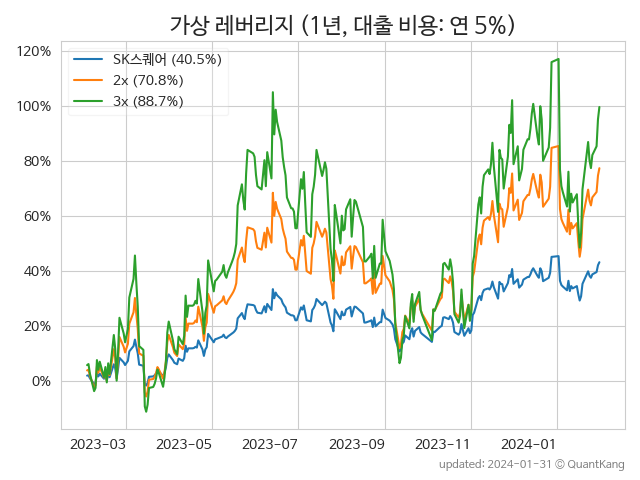 가상 레버리지 (1년, 대출 비용: 연 5%)
120%
100%
80%
60%
40%
20%
0%
SK스퀘어 (40.5%)
2x (70.8%)
3x (88.7%)
2023-03 2023-05 2023-07 2023-09 2023-11 2024-01
updated: 2024-01-31 © QuantKang